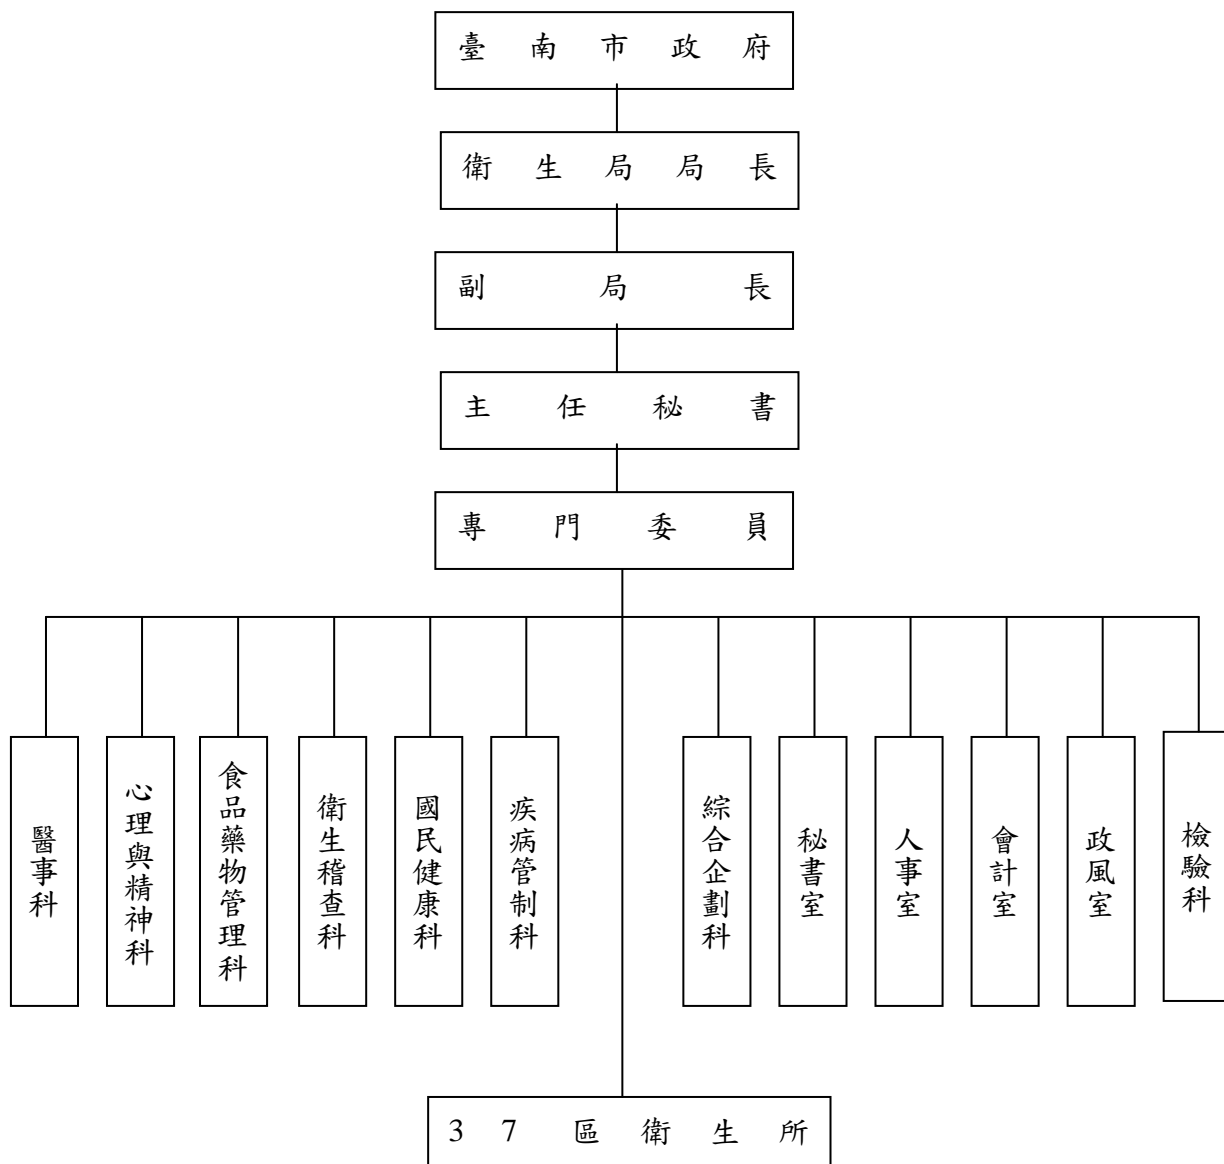 臺南市政府
衛生局局長
副局長
主任秘書
專門委員
醫事科
心理與精神科
食品藥物管理科
衛生稽查科
國民健康科
疾病管制科
綜合企劃科
秘書室
人事室
會計室
政風室
檢驗科
37區衛生所